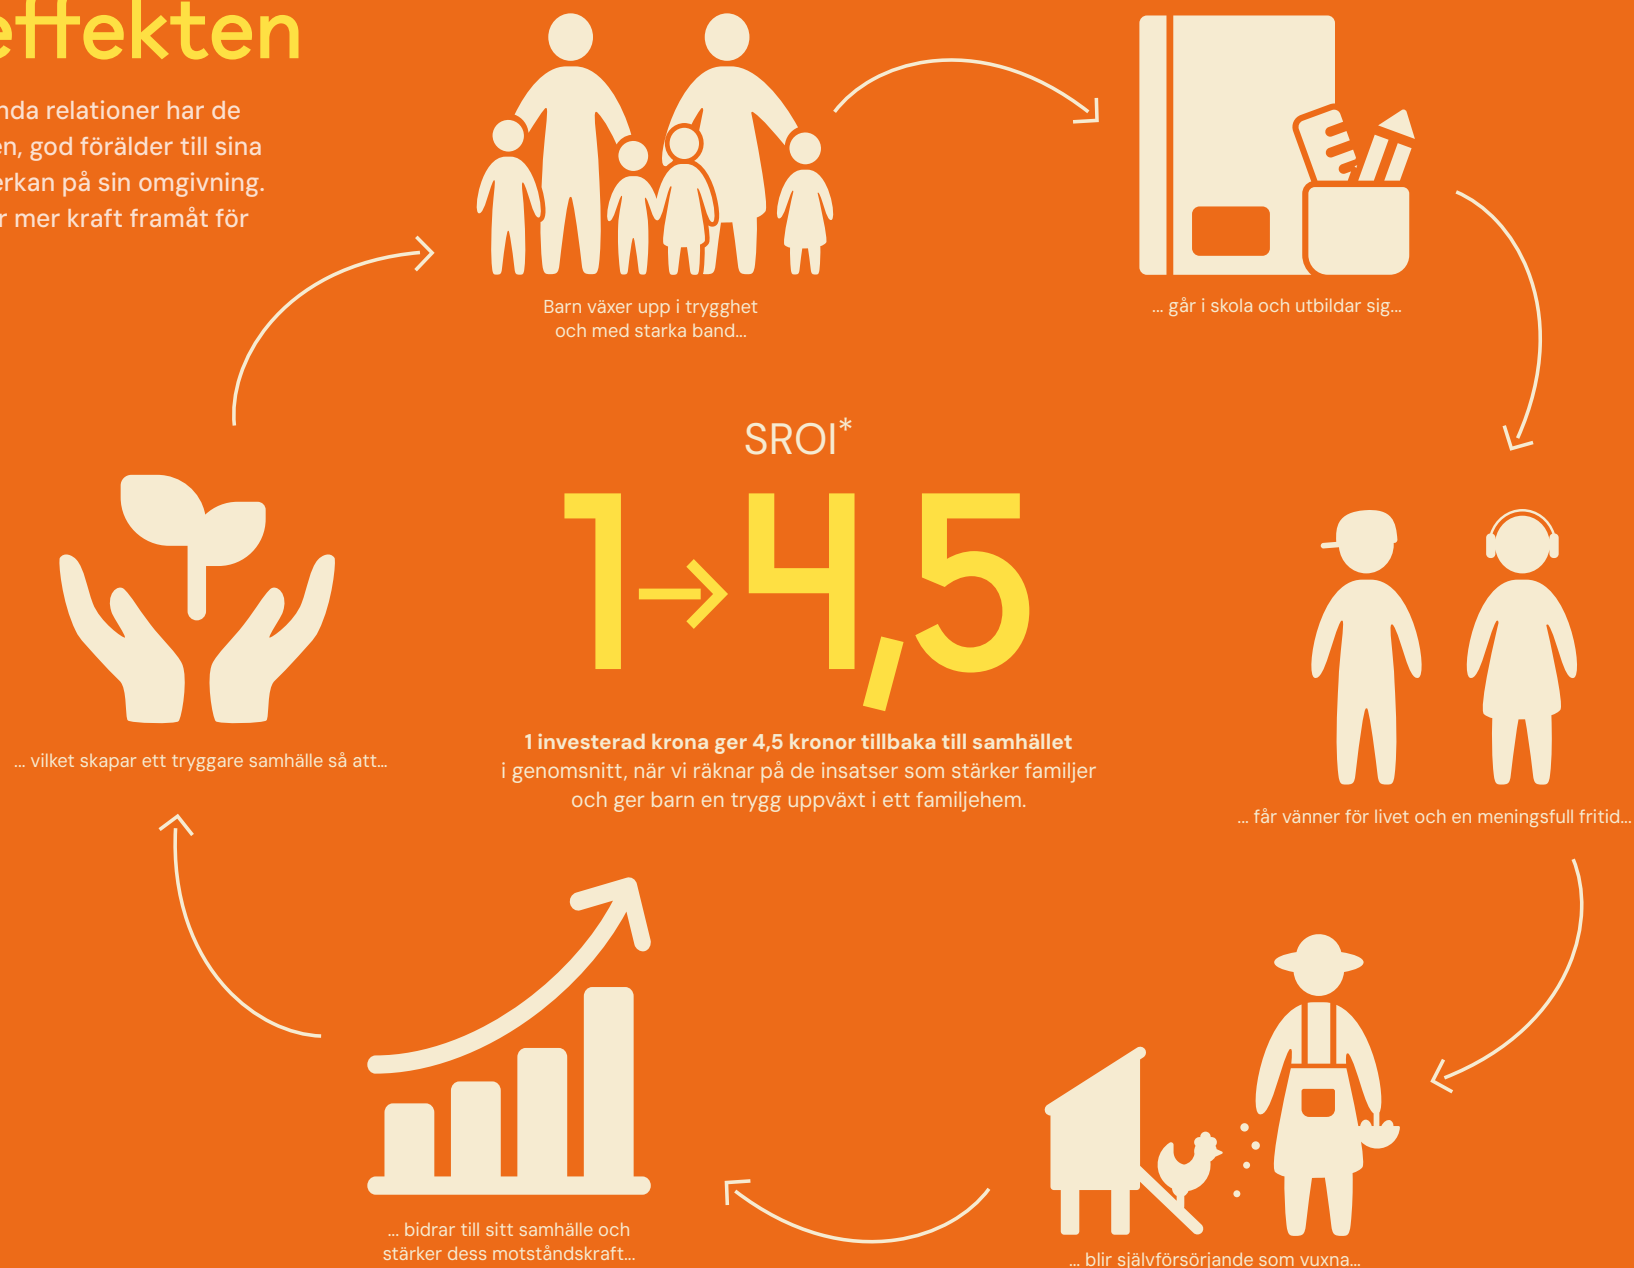 effekten
nda relationer har de
en, god förälder till sina
erkan på sin omgivning.
r mer kraft framåt för
Barn växer upp i trygghet
och med starka band...
... går i skola och utbildar sig...
SROI*
1→4,5
1 investerad krona ger 4,5 kronor tillbaka till samhället
i genomsnitt, när vi räknar på de insatser som stärker familjer
och ger barn en trygg uppväxt i ett familjehem.
... vilket skapar ett tryggare samhälle så att...
... får vänner för livet och en meningsfull fritid...
... bidrar till sitt samhälle och
stärker dess motståndskraft...
... blir självförsörjande som vuxna...